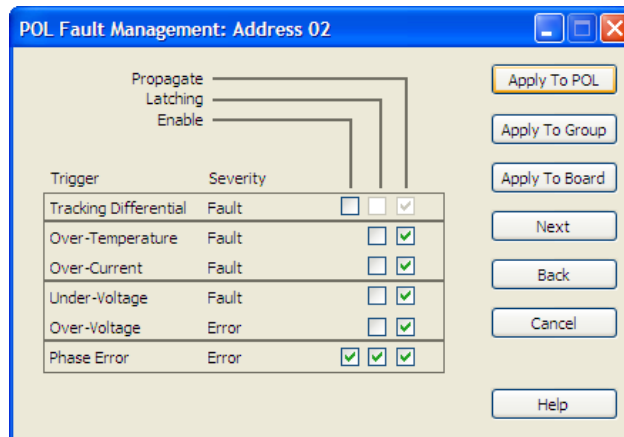 POL Fault Management: Address 02
Propagate
Latching
Enable
Trigger Severity
Tracking Differential Fault
Over-Temperature Fault
Over-Current Fault
Under-Voltage Fault
Over-Voltage Error
Phase Error Error
Apply To POL
Apply To Group
Apply To Board
Next
Back
Cancel
Help